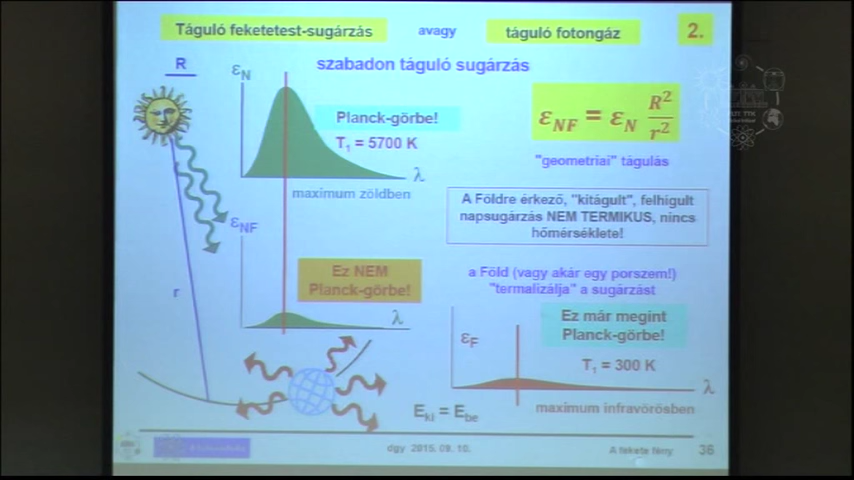 Táguló feketetest-sugárzás
avagy
táguló fotongáz
2.
R
szabadon táguló sugárzás
εN
Planck-görbe!
T1 = 5700 K
λ
maximum zöldben
εNF = εN R²/r²
"geometriai" tágulás
A Földre érkező, "kitágult", felhigult
napsugárzás NEM TERMIKUS, nincs
hőmérséklete!
εNF
r
Ez NEM
Planck-görbe!
λ
a Föld (vagy akár egy porszem!)
"termalizálja" a sugárzást
εF
Ez már megint
Planck-görbe!
T1 = 300 K
λ
maximum infravörösben
Eki = Ebe
dgy 2015. 09. 10.
A fekete fény
36